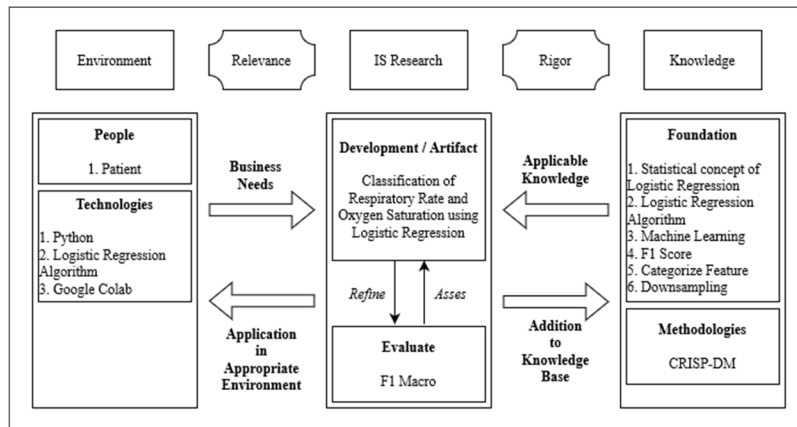 Environment
Relevance
IS Research
Rigor
Knowledge
People
1. Patient
Technologies
1. Python
2. Logistic Regression
Algorithm
3. Google Colab
Business
Needs
Application
in
Appropriate
Environment
Development / Artifact
Classification of
Respiratory Rate and
Oxygen Saturation using
Logistic Regression
Refine
Asses
Evaluate
F1 Macro
Applicable
Knowledge
Addition
to
Knowledge
Base
Foundation
1. Statistical concept of
Logistic Regression
2. Logistic Regression
Algorithm
3. Machine Learning
4. F1 Score
5. Categorize Feature
6. Downsampling
Methodologies
CRISP-DM